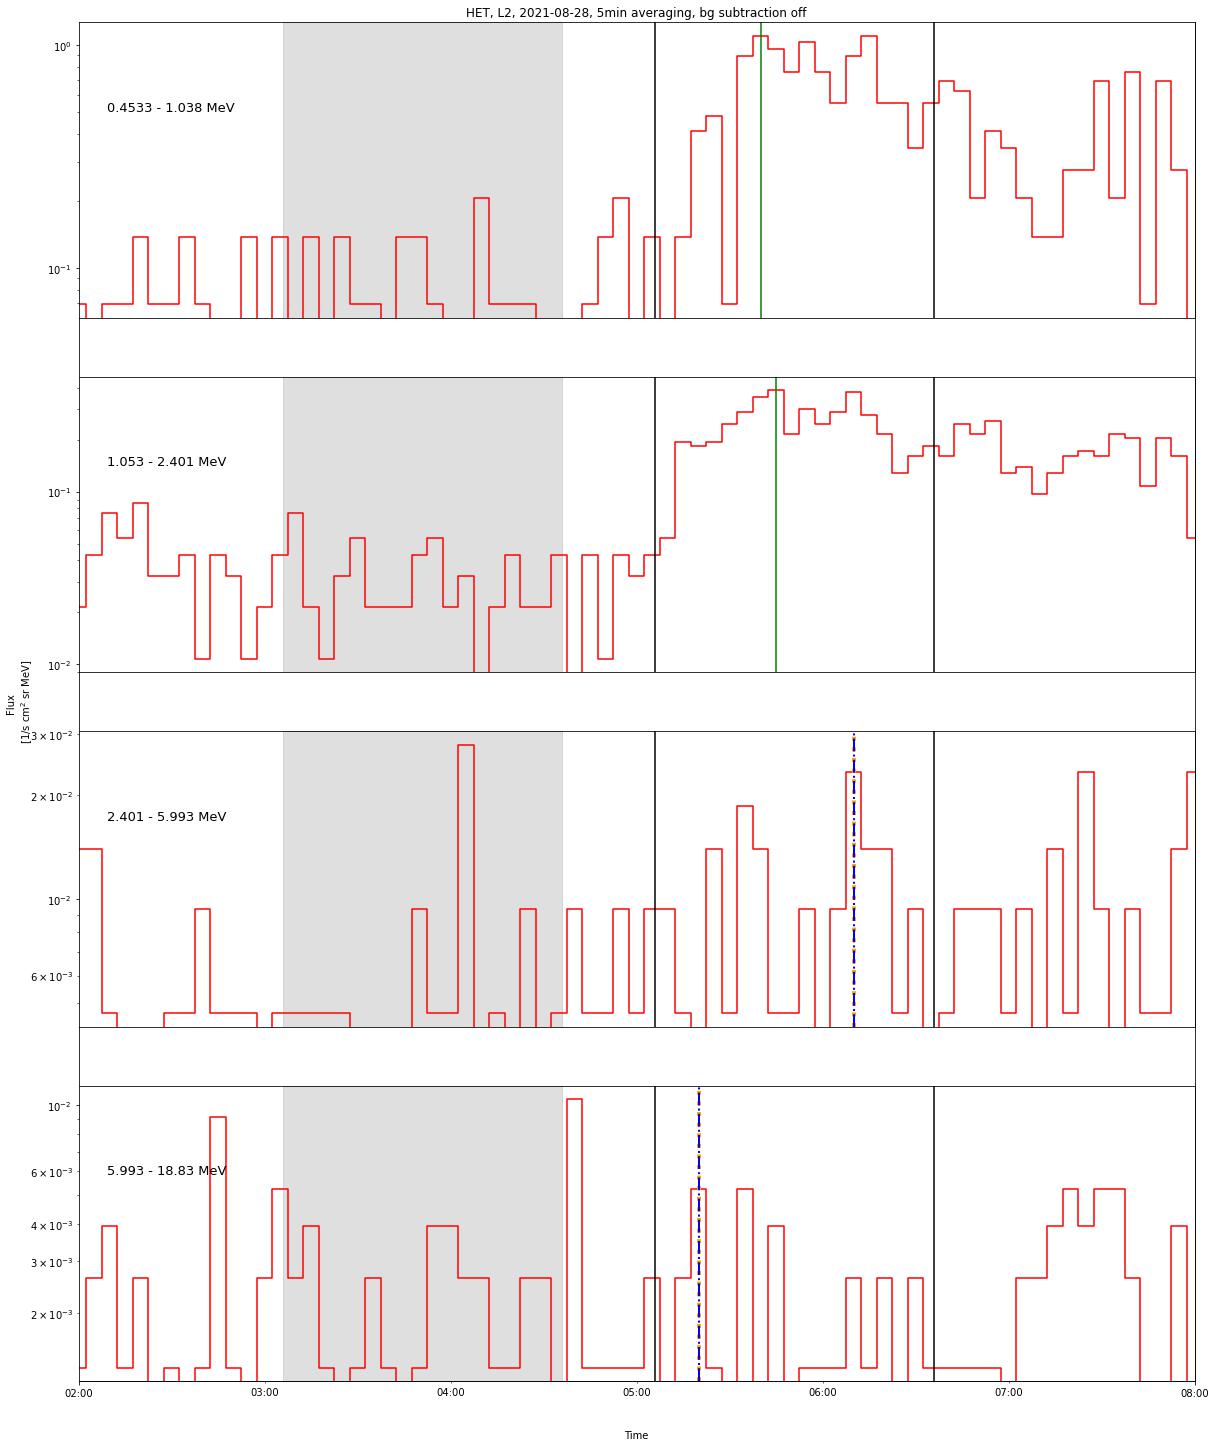 HET, L2, 2021-08-28, 5min averaging, bg subtraction off
10⁰
0.4533 - 1.038 MeV
10⁻¹
1.053 - 2.401 MeV
10⁻¹
10⁻²
Flux
[1/s cm² sr MeV]
3 × 10⁻²
2 × 10⁻²
2.401 - 5.993 MeV
10⁻²
6 × 10⁻³
10⁻²
5.993 - 18.83 MeV
6 × 10⁻³
4 × 10⁻³
3 × 10⁻³
2 × 10⁻³
02:00 03:00 04:00 05:00 06:00 07:00 08:00
Time